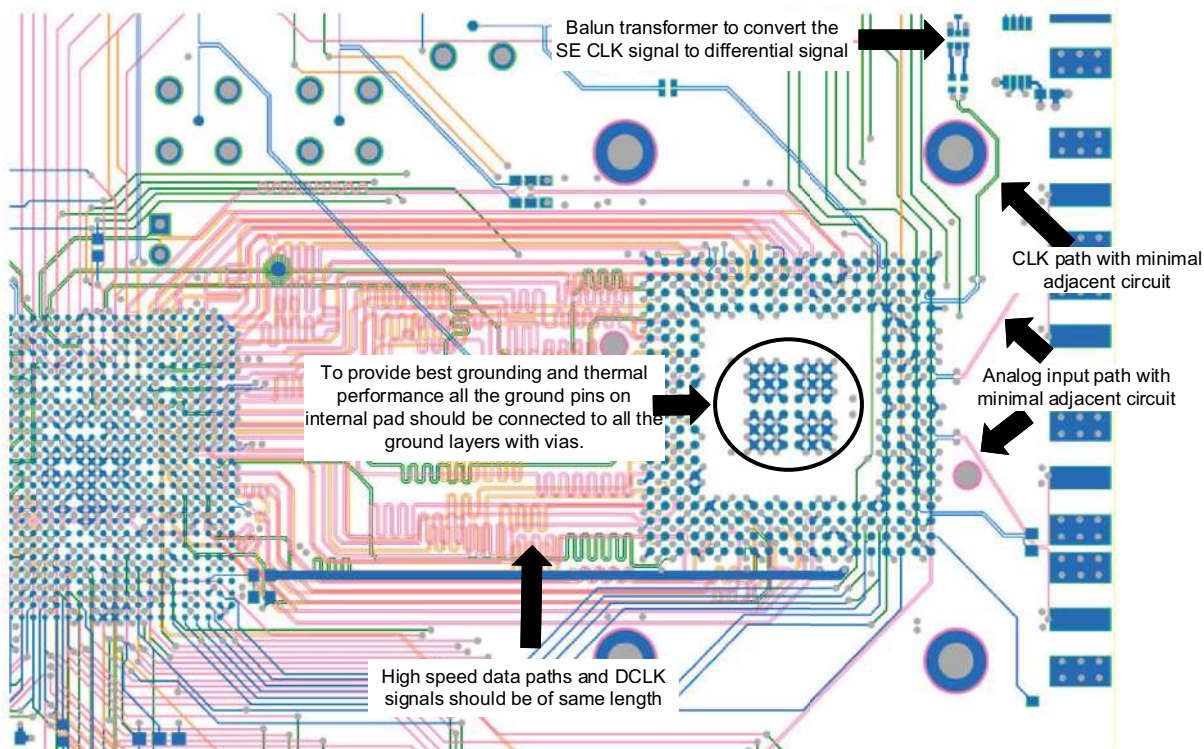 Balun transformer to convert the
SE CLK signal to differential signal
CLK path with minimal
adjacent circuit
To provide best grounding and thermal
performance all the ground pins on
internal pad should be connected to all the
ground layers with vias.
Analog input path with
minimal adjacent circuit
High speed data paths and DCLK
signals should be of same length